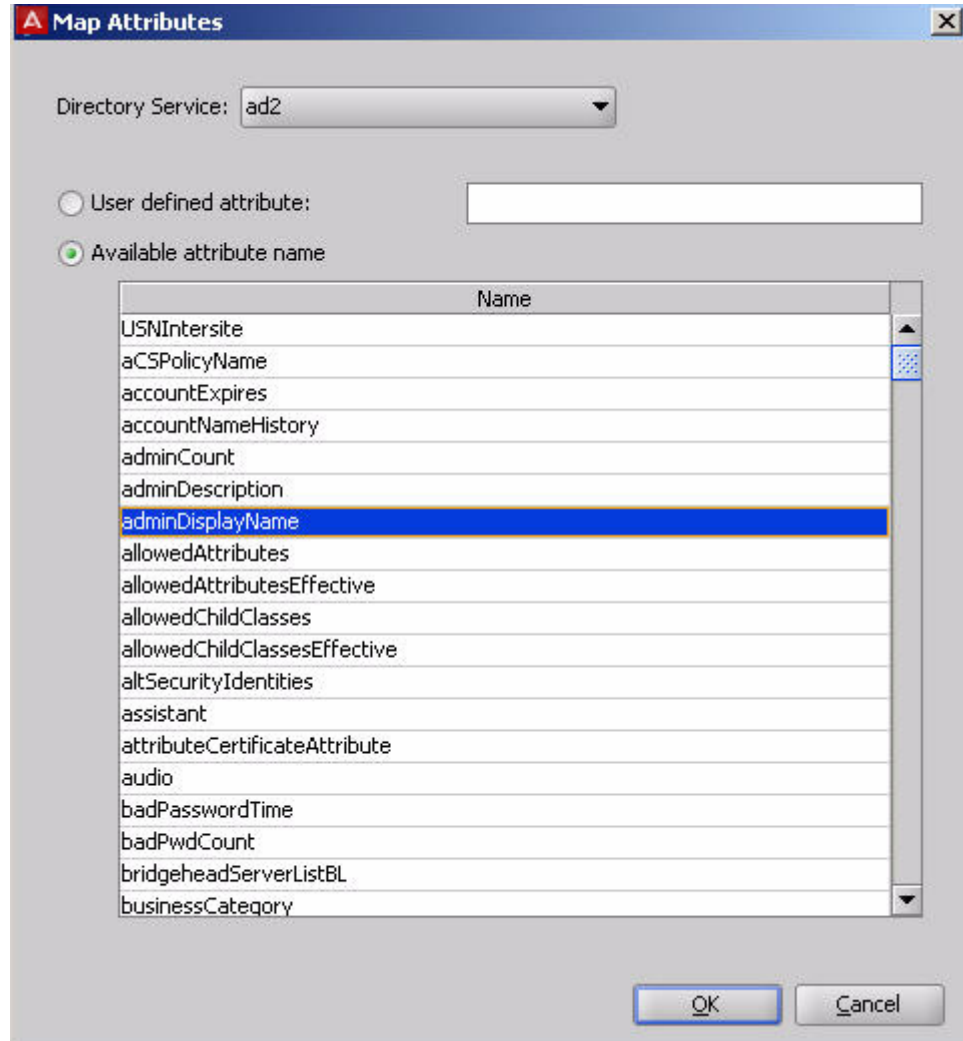 Map Attributes
Directory Service: ad2
User defined attribute:
Available attribute name
Name
USNIntersite
aCSPolicyName
accountExpires
accountNameHistory
adminCount
adminDescription
adminDisplayName
allowedAttributes
allowedAttributesEffective
allowedChildClasses
allowedChildClassesEffective
altSecurityIdentities
assistant
attributeCertificateAttribute
audio
badPasswordTime
badPwdCount
bridgeheadServerListBL
businessCategory
OK Cancel